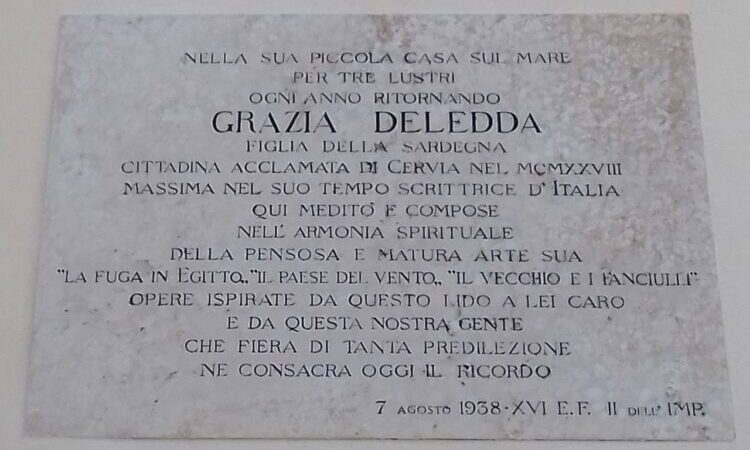 NELLA SUA PICCOLA CASA SUL MARE
PER TRE LUSTRI
OGNI ANNO RITORNANDO
GRAZIA DELEDDA
FIGLIA DELLA SARDEGNA
CITTADINA ACCLAMATA DI CERVIA NEL MCMXXVIII
MASSIMA NEL SUO TEMPO SCRITTRICE D'ITALIA
QUI MEDITÒ E COMPOSE
NELL'ARMONIA SPIRITUALE
DELLA PENSOSA E MATURA ARTE SUA
"LA FUGA IN EGITTO„ "IL PAESE DEL VENTO„ "IL VECCHIO E I FANCIULLI"
OPERE ISPIRATE DA QUESTO LIDO A LEI CARO
E DA QUESTA NOSTRA GENTE
CHE FIERA DI TANTA PREDILEZIONE
NE CONSACRA OGGI IL RICORDO
7 AGOSTO 1938-XVI E.F. II DELL'IMP.